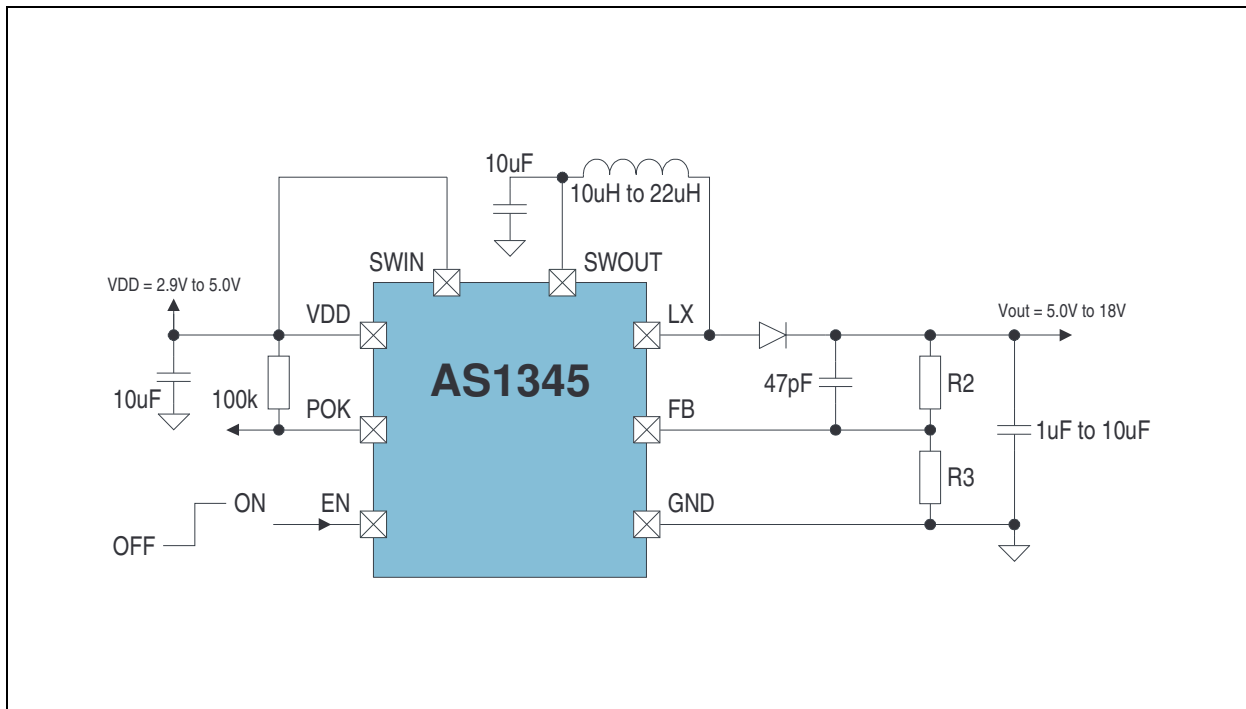 10uF
10uH to 22uH
SWIN
SWOUT
VDD = 2.9V to 5.0V
VDD
LX
Vout = 5.0V to 18V
AS1345
10uF
100k
POK
FB
47pF
R2
1uF to 10uF
R3
ON
EN
GND
OFF